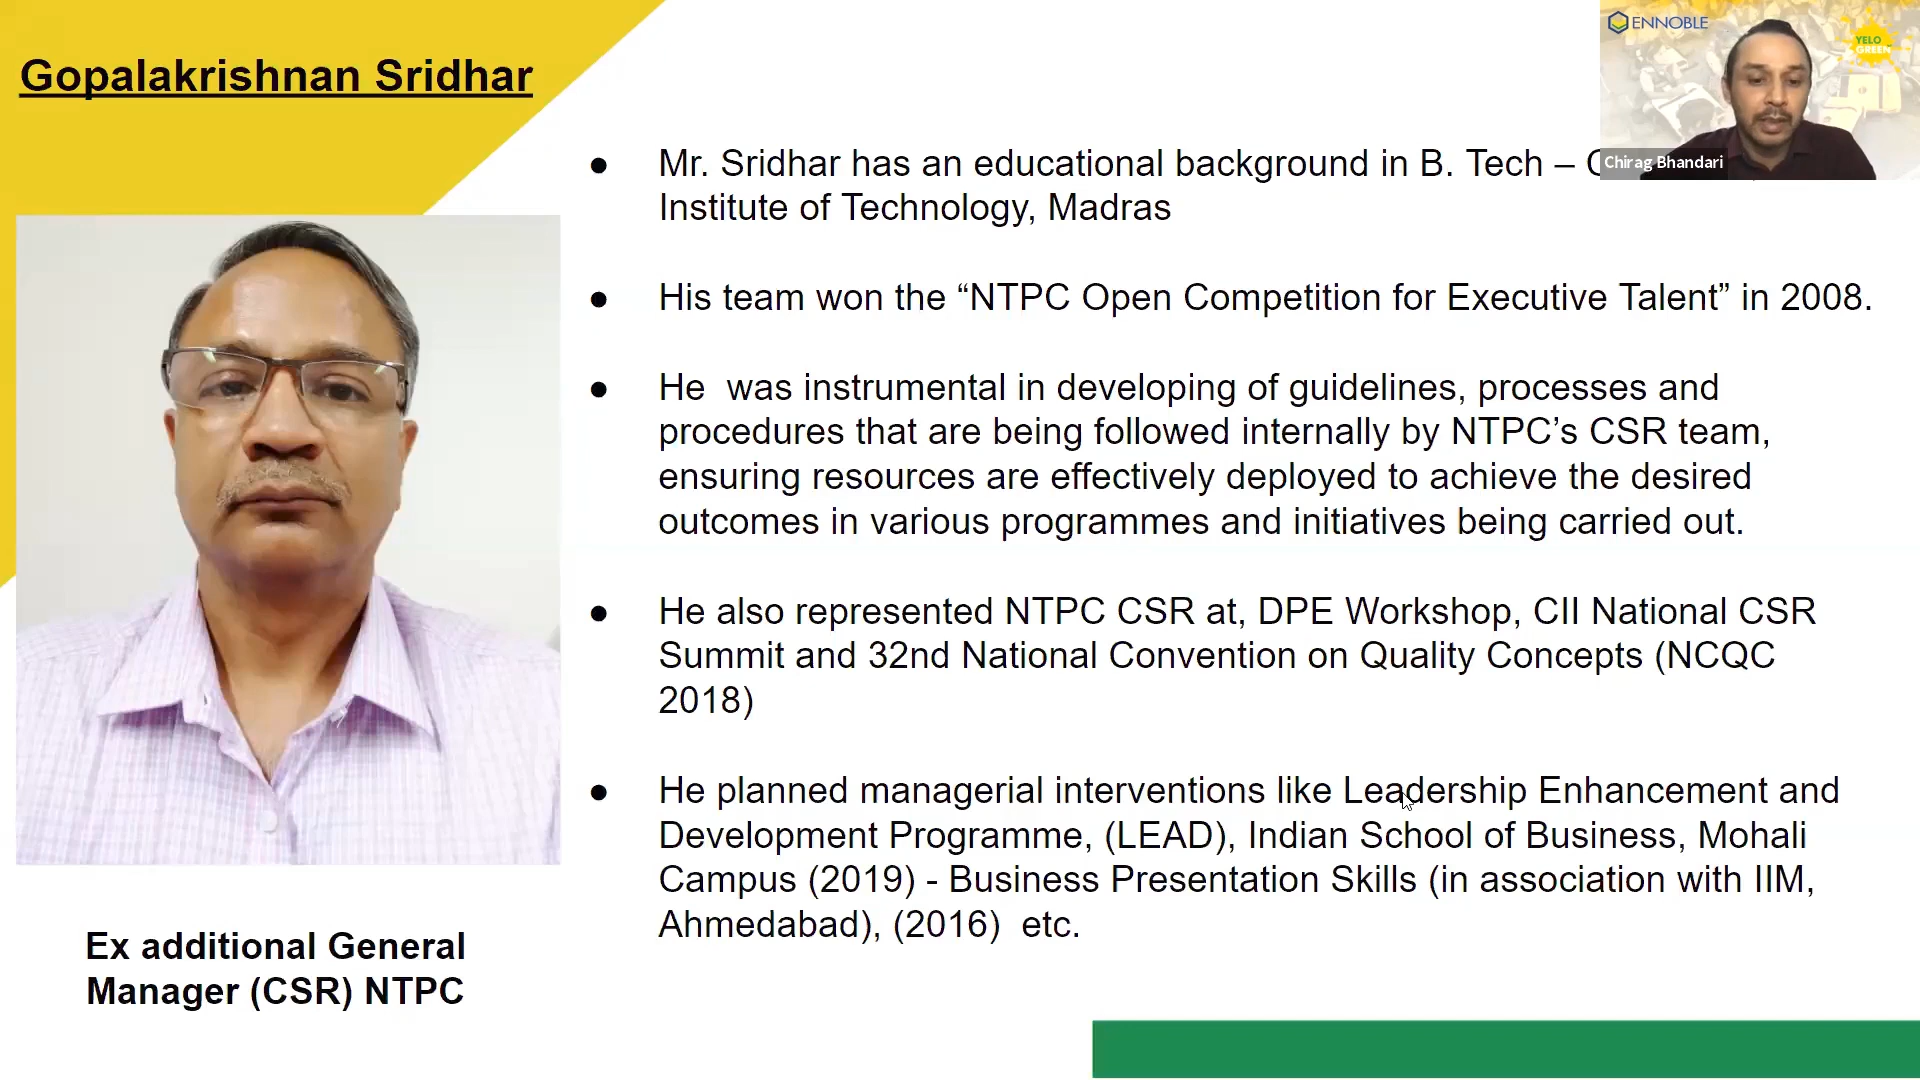 Gopalakrishnan Sridhar
ENNOBLE
YELO
GREEN
Chirag Bhandari
● Mr. Sridhar has an educational background in B. Tech –
Institute of Technology, Madras
● His team won the “NTPC Open Competition for Executive Talent” in 2008.
● He  was instrumental in developing of guidelines, processes and
procedures that are being followed internally by NTPC’s CSR team,
ensuring resources are effectively deployed to achieve the desired
outcomes in various programmes and initiatives being carried out.
● He also represented NTPC CSR at, DPE Workshop, CII National CSR
Summit and 32nd National Convention on Quality Concepts (NCQC
2018)
● He planned managerial interventions like Leadership Enhancement and
Development Programme, (LEAD), Indian School of Business, Mohali
Campus (2019) - Business Presentation Skills (in association with IIM,
Ahmedabad), (2016)  etc.
Ex additional General
Manager (CSR) NTPC